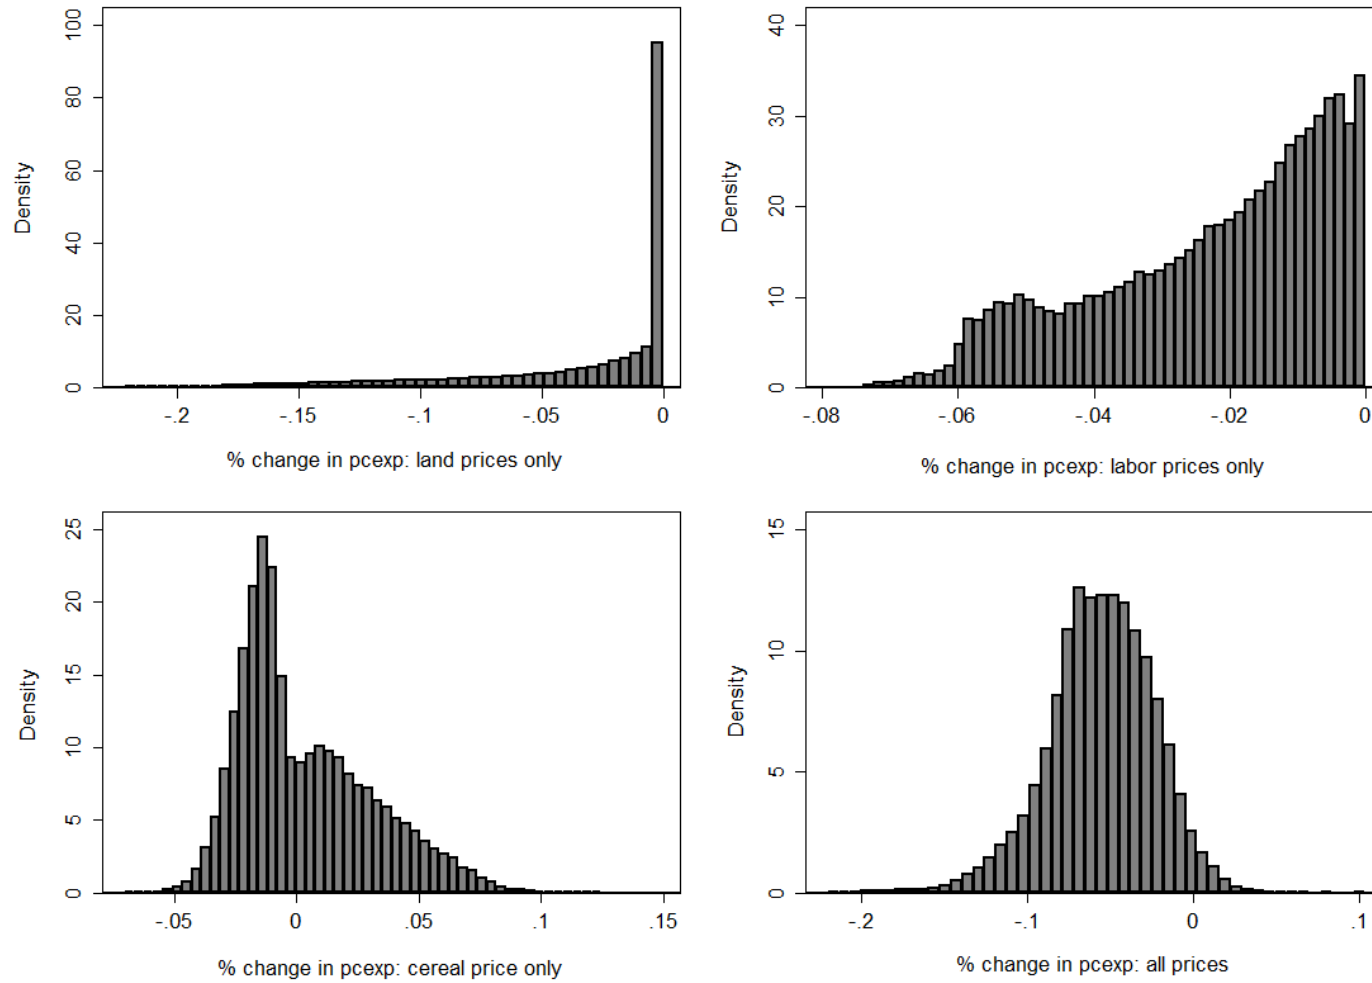 100
80
60
40
20
0
Density
-.2 -.15 -.1 -.05 0
% change in pcexp: land prices only
40
30
20
10
0
Density
-.08 -.06 -.04 -.02 0
% change in pcexp: labor prices only
25
20
15
10
5
0
Density
-.05 0 .05 .1 .15
% change in pcexp: cereal price only
15
10
5
0
Density
-.2 -.1 0 .1
% change in pcexp: all prices